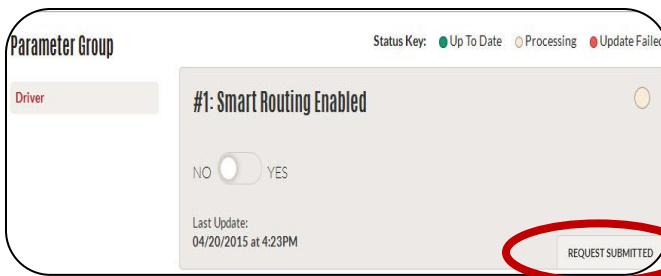 Parameter Group
Status Key: Up To Date Processing Update Failed
Driver
#1: Smart Routing Enabled
NO YES
Last Update:
04/20/2015 at 4:23PM
REQUEST SUBMITTED